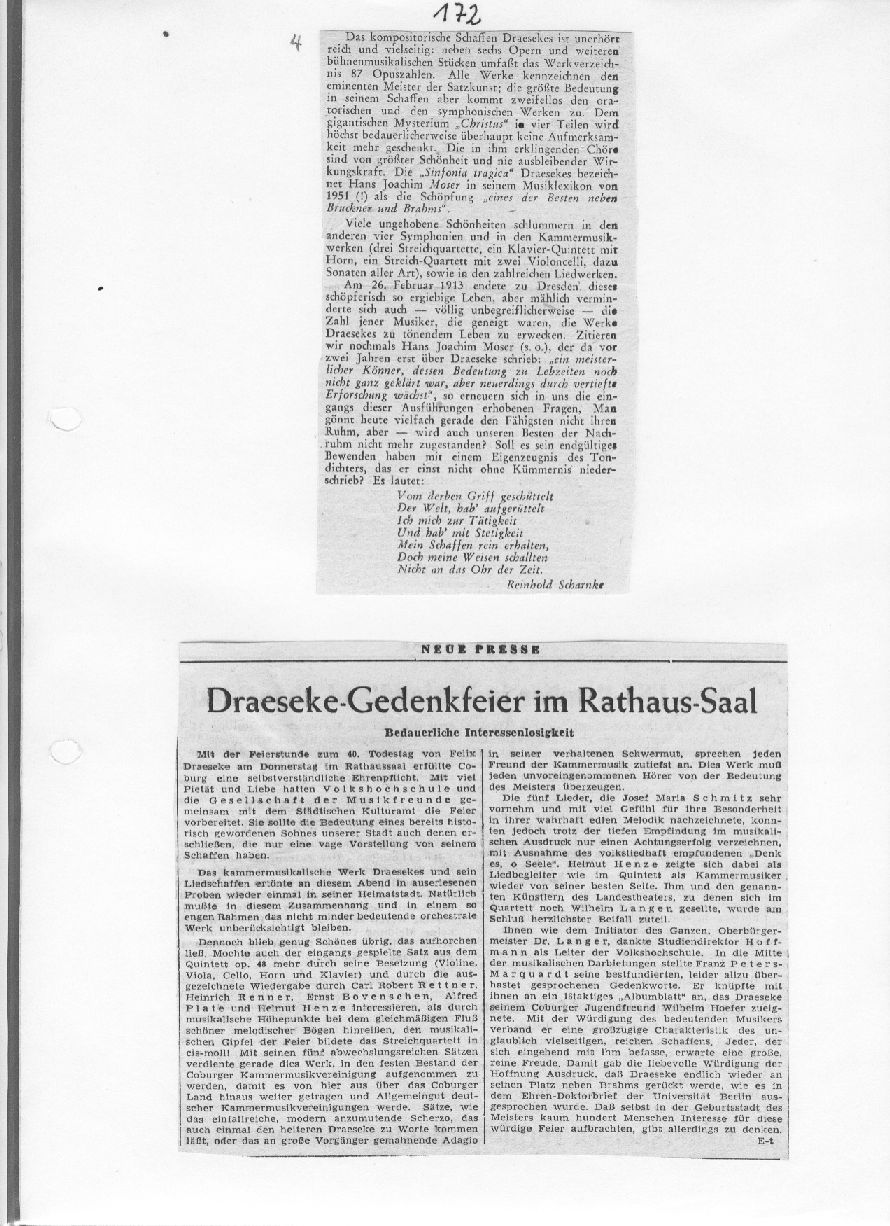 172
4
Das kompositorische Schaffen Draesekes ist unerhört
reich und vielseitig: neben sechs Opern und weiteren
bühnenmusikalischen Stücken umfaßt das Werkverzeich-
nis 87 Opuszahlen. Alle Werke kennzeichnen den
eminenten Meister der Satzkunst; die größte Bedeutung
in seinem Schaffen aber kommt zweifellos den ora-
torischen und den symphonischen Werken zu. Dem
gigantischen Mysterium „Christus" in vier Teilen wird
höchst bedauerlicherweise überhaupt keine Aufmerksam-
keit mehr geschenkt. Die in ihm erklingenden Chöre
sind von größter Schönheit und nie ausbleibender Wir-
kungskraft. Die „Sinfonia tragica" Draesekes bezeich-
net Hans Joachim Moser in seinem Musiklexikon von
1951 (!) als die Schöpfung „eines der Besten neben
Bruckner und Brahms".
Viele ungehobene Schönheiten schlummern in den
anderen vier Symphonien und in den Kammermusik-
werken (drei Streichquartette, ein Klavier-Quintett mit
Horn, ein Streich-Quartett mit zwei Violoncelli, dazu
Sonaten aller Art), sowie in den zahlreichen Liedwerken.
Am 26. Februar 1913 endete zu Dresden dieses
schöpferisch so ergiebige Leben, aber mählich vermin-
derte sich auch — völlig unbegreiflicherweise — die
Zahl jener Musiker, die geneigt waren, die Werke
Draesekes zu tönendem Leben zu erwecken. Zitieren
wir nochmals Hans Joachim Moser (s. o.), der da vor
zwei Jahren erst über Draeseke schrieb: „ein meister-
licher Könner, dessen Bedeutung zu Lebzeiten noch
nicht ganz geklärt war, aber neuerdings durch vertiefte
Erforschung wächst", so erneuern sich in uns die ein-
gangs dieser Ausführungen erhobenen Fragen. Man
gönnt heute vielfach gerade den Fähigsten nicht ihren
Ruhm, aber — wird auch unseren Besten der Nach-
ruhm nicht mehr zugestanden? Soll es sein endgültiges
Bewenden haben mit einem Eigenzeugnis des Ton-
dichters, das er einst nicht ohne Kümmernis nieder-
schrieb? Es lautet:
Vom derben Griff geschüttelt
Der Welt, hab' aufgerüttelt
Ich mich zur Tätigkeit
Und hab' mit Stetigkeit
Mein Schaffen rein erhalten,
Doch meine Weisen schallten
Nicht an das Ohr der Zeit.
Reinhold Scharnke
NEUE PRESSE
Draeseke-Gedenkfeier im Rathaus-Saal
Bedauerliche Interessenlosigkeit
Mit der Feierstunde zum 40. Todestag von Felix
Draeseke am Donnerstag im Rathaussaal erfüllte Co-
burg eine selbstverständliche Ehrenpflicht. Mit viel
Pietät und Liebe hatten Volkshochschule und
die Gesellschaft der Musikfreunde ge-
meinsam mit dem Städtischen Kulturamt die Feier
vorbereitet. Sie sollte die Bedeutung eines bereits histo-
risch gewordenen Sohnes unserer Stadt auch denen er-
schließen, die nur eine vage Vorstellung von seinem
Schaffen haben.
Das kammermusikalische Werk Draesekes und sein
Liedschaffen ertönte an diesem Abend in auserlesenen
Proben wieder einmal in seiner Heimatstadt. Natürlich
mußte in diesem Zusammenhang und in einem so
engen Rahmen das nicht minder bedeutende orchestrale
Werk unberücksichtigt bleiben.
Dennoch blieb genug Schönes übrig, das aufhorchen
ließ. Mochte auch der eingangs gespielte Satz aus dem
Quintett op. 48 mehr durch seine Besetzung (Violine,
Viola, Cello, Horn und Klavier) und durch die aus-
gezeichnete Wiedergabe durch Carl Robert Rettner,
Heinrich Renner, Ernst Bovenschen, Alfred
Plate und Helmut Henze interessieren, als durch
musikalische Höhepunkte bei dem gleichmäßigen Fluß
schöner melodischer Bögen hinreißen, den musikali-
schen Gipfel der Feier bildete das Streichquartett in
cis-moll! Mit seinen fünf abwechslungsreichen Sätzen
verdiente gerade dies Werk, in den festen Bestand der
Coburger Kammermusikvereinigung aufgenommen zu
werden, damit es von hier aus über das Coburger
Land hinaus weiter getragen und Allgemeingut deut-
scher Kammermusikvereinigungen werde. Sätze, wie
das einfallreiche, modern anzumutende Scherzo, das
auch einmal den heiteren Draeseke zu Worte kommen
läßt, oder das an große Vorgänger gemahnende Adagio
in seiner verhaltenen Schwermut, sprechen jeden
Freund der Kammermusik zutiefst an. Dies Werk muß
jeden unvoreingenommenen Hörer von der Bedeutung
des Meisters überzeugen.
Die fünf Lieder, die Josef Maria Schmitz sehr
vornehm und mit viel Gefühl für ihre Besonderheit
in ihrer wahrhaft edlen Melodik nachzeichnete, konn-
ten jedoch trotz der tiefen Empfindung im musikali-
schen Ausdruck nur einen Achtungserfolg verzeichnen,
mit Ausnahme des volksliedhaft empfundenen „Denk
es, o Seele". Helmut Henze zeigte sich dabei als
Liedbegleiter wie im Quintett als Kammermusiker
wieder von seiner besten Seite. Ihm und den genann-
ten Künstlern des Landestheaters, zu denen sich im
Quartett noch Wilhelm Langer gesellte, wurde am
Schluß herzlichster Beifall zuteil.
Ihnen wie dem Initiator des Ganzen, Oberbürger-
meister Dr. Langer, dankte Studiendirektor Hoff-
mann als Leiter der Volkshochschule. In die Mitte
der musikalischen Darbietungen stellte Franz Peters-
Marquardt seine bestfundierten, leider allzu über-
hastet gesprochenen Gedenkworte. Er knüpfte mit
ihnen an ein 18taktiges „Albumblatt" an, das Draeseke
seinem Coburger Jugendfreund Wilhelm Hoefer zueig-
nete. Mit der Würdigung des bedeutenden Musikers
verband er eine großzügige Charakteristik des un-
glaublich vielseitigen, reichen Schaffens. Jeder, der
sich eingehend mit ihm befasse, erwarte eine große,
reine Freude. Damit gab die liebevolle Würdigung der
Hoffnung Ausdruck, daß Draeseke endlich wieder an
seinen Platz neben Brahms gerückt werde, wie es in
dem Ehren-Doktorbrief der Universität Berlin aus-
gesprochen wurde. Daß selbst in der Geburtsstadt des
Meisters kaum hundert Menschen Interesse für diese
würdige Feier aufbrachten, gibt allerdings zu denken.
E-t